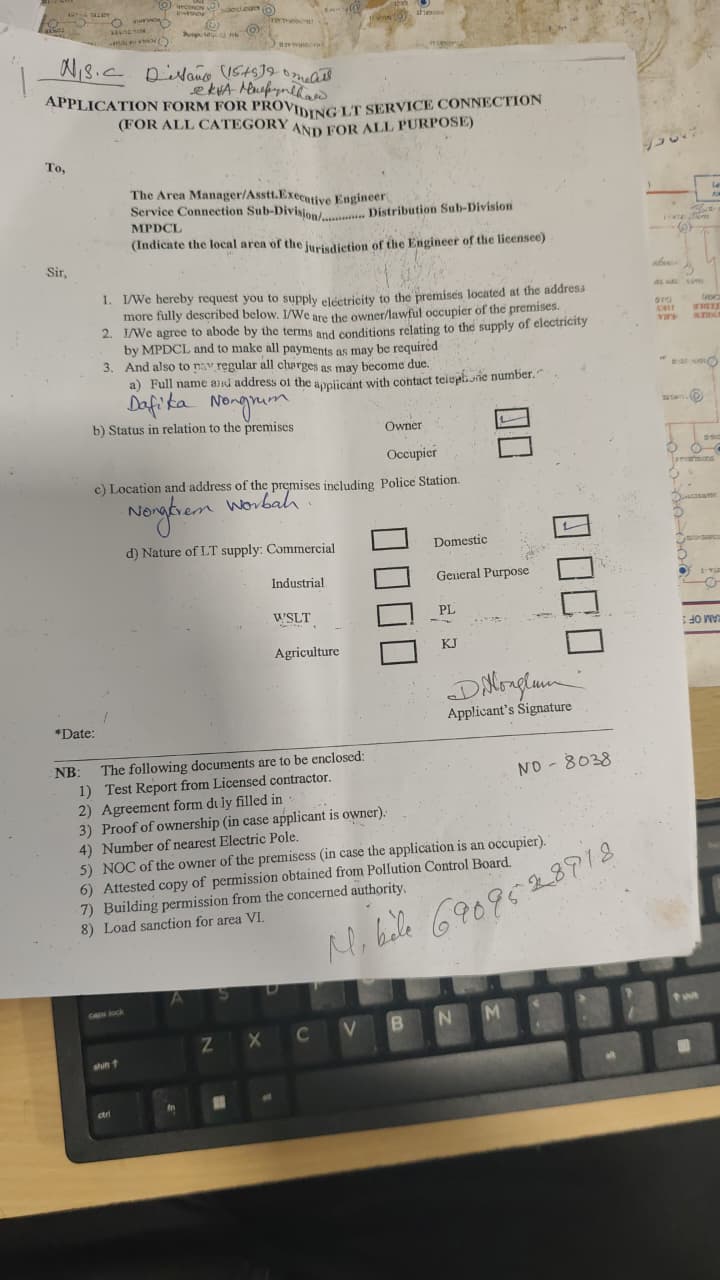 N.S.C Distance
APPLICATION FORM FOR PROVIDING LT SERVICE CONNECTION
(FOR ALL CATEGORY AND FOR ALL PURPOSE)
To,
The Area Manager/Asstt.Executive Engineer
Service Connection Sub-Division/............. Distribution Sub-Division
MPDCL
(Indicate the local area of the jurisdiction of the Engineer of the licensee)
Sir,
1. I/We hereby request you to supply electricity to the premises located at the address
more fully described below. I/We are the owner/lawful occupier of the premises.
2. I/We agree to abode by the terms and conditions relating to the supply of electricity
by MPDCL and to make all payments as may be required
3. And also to pay regular all charges as may become due.
a) Full name and address of the applicant with contact telephone number.
Dafika Nongrum
b) Status in relation to the premises Owner
Occupier
c) Location and address of the premises including Police Station.
Nongkrem Worbah.
d) Nature of LT supply: Commercial Domestic
Industrial General Purpose
WSLT PL
Agriculture KJ
Applicant's Signature
*Date:
NB: The following documents are to be enclosed:
1) Test Report from Licensed contractor.
NO - 8038
2) Agreement form duly filled in
3) Proof of ownership (in case applicant is owner).
4) Number of nearest Electric Pole.
5) NOC of the owner of the premisess (in case the application is an occupier).
6) Attested copy of permission obtained from Pollution Control Board.
7) Building permission from the concerned authority.
8) Load sanction for area VI.
Mobile
caps lock A S D
shift Z X C V B N M
ctrl fn alt